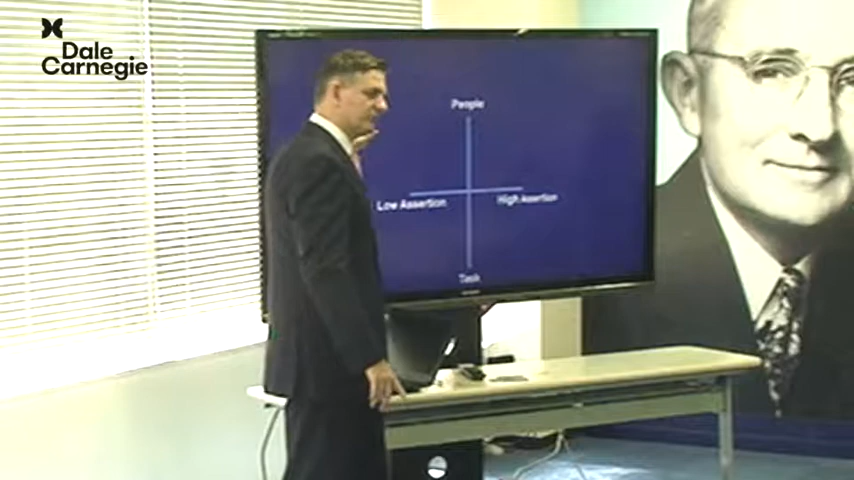 Dale
Carnegie
People
Low Assertion
High Assertion
Task